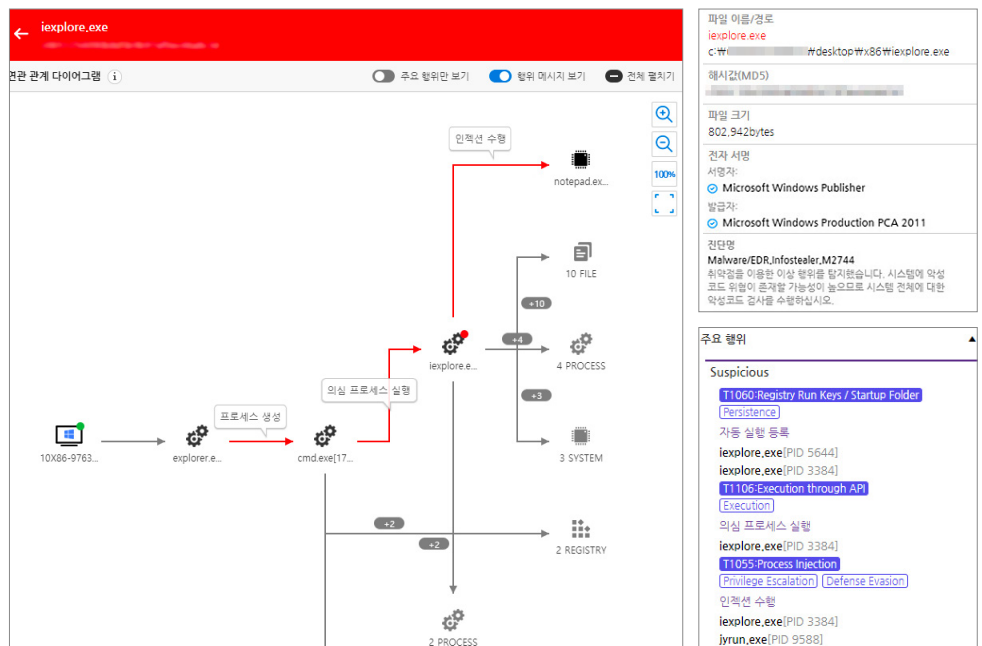 iexplore.exe
연관 관계 다이어그램
주요 행위만 보기
행위 메시지 보기
전체 펼치기
100%
인젝션 수행
notepad.ex...
10 FILE
+10
+4
iexplore.e...
4 PROCESS
의심 프로세스 실행
+3
프로세스 생성
10X86-9763...
explorer.e...
cmd.exe[17...
3 SYSTEM
+2
+2
2 REGISTRY
2 PROCESS
파일 이름/경로
iexplore.exe
c:₩ ₩desktop₩x86₩iexplore.exe
해시값(MD5)
파일 크기
802,942bytes
전자 서명
서명자:
Microsoft Windows Publisher
발급자:
Microsoft Windows Production PCA 2011
진단명
Malware/EDR.Infostealer.M2744
취약점을 이용한 이상 행위를 탐지했습니다. 시스템에 악성
코드 위협이 존재할 가능성이 높으므로 시스템 전체에 대한
악성코드 검사를 수행하십시오.
주요 행위
Suspicious
T1060:Registry Run Keys / Startup Folder
Persistence
자동 실행 등록
iexplore.exe[PID 5644]
iexplore.exe[PID 3384]
T1106:Execution through API
Execution
의심 프로세스 실행
iexplore.exe[PID 3384]
T1055:Process Injection
Privilege Escalation Defense Evasion
인젝션 수행
iexplore.exe[PID 3384]
jyrun.exe[PID 9588]